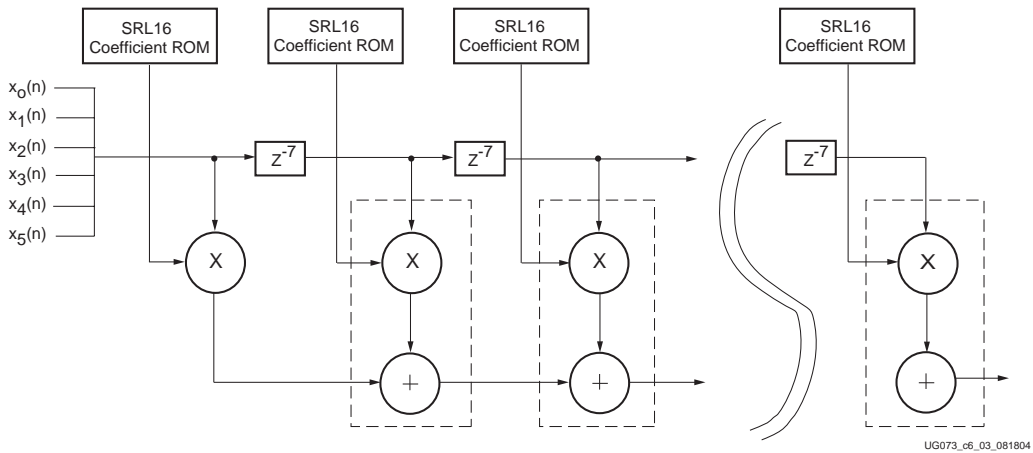 SRL16
Coefficient ROM
SRL16
Coefficient ROM
SRL16
Coefficient ROM
SRL16
Coefficient ROM
x₀(n)
x₁(n)
x₂(n)
x₃(n)
x₄(n)
x₅(n)
Z⁻⁷
Z⁻⁷
Z⁻⁷
X
X
X
X
+
+
+
UG073_c6_03_081804